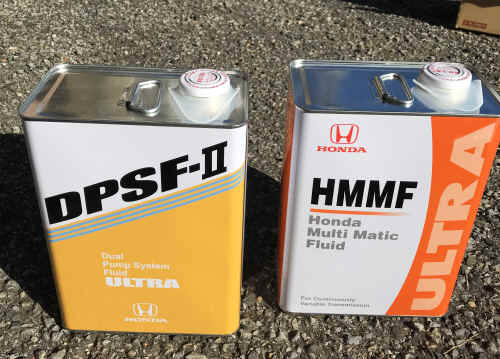 DPSF-II
Dual
Pump System
Fluid
ULTRA
HONDA
HONDA
HMMF
Honda
Multi Matic
Fluid
For Continuously
Variable Transmission
ULTRA